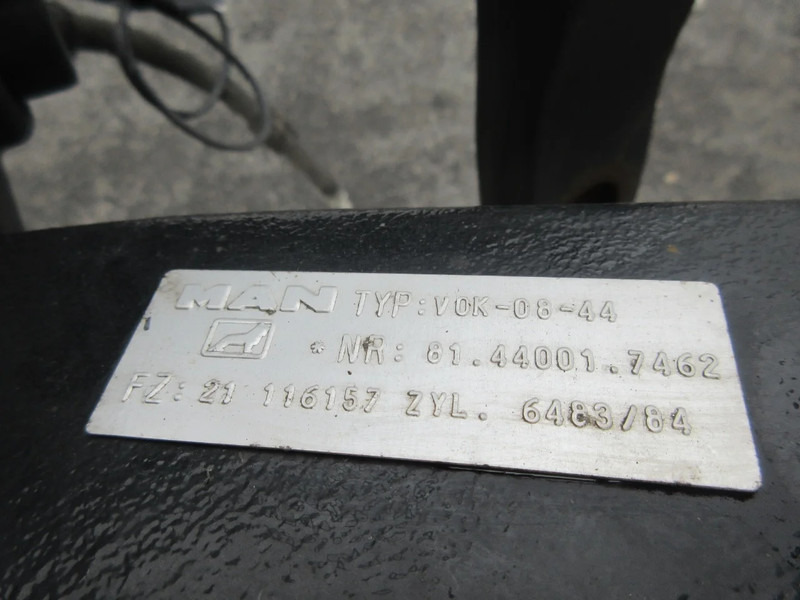 MAN TYP: VOK-08-44
* NR: 81.44001.7462
FZ: 21 116157 ZYL. 6483/84